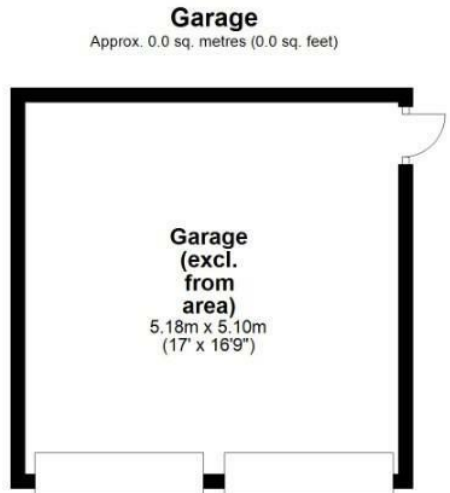 Garage
Approx. 0.0 sq. metres (0.0 sq. feet)
Garage
(excl.
from
area)
5.18m x 5.10m
(17' x 16'9")